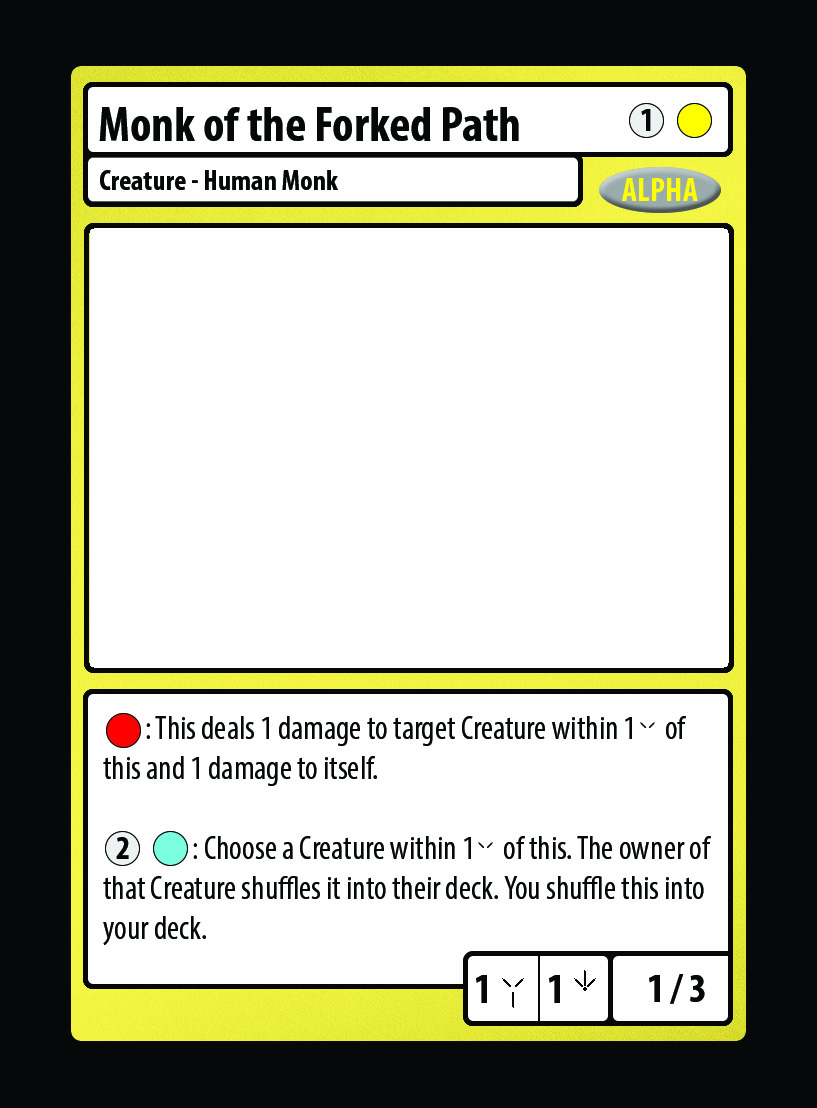 Monk of the Forked Path 1
Creature - Human Monk
ALPHA
: This deals 1 damage to target Creature within 1 of
this and 1 damage to itself.
2 : Choose a Creature within 1 of this. The owner of
that Creature shuffles it into their deck. You shuffle this into
your deck.
1 1 1 / 3